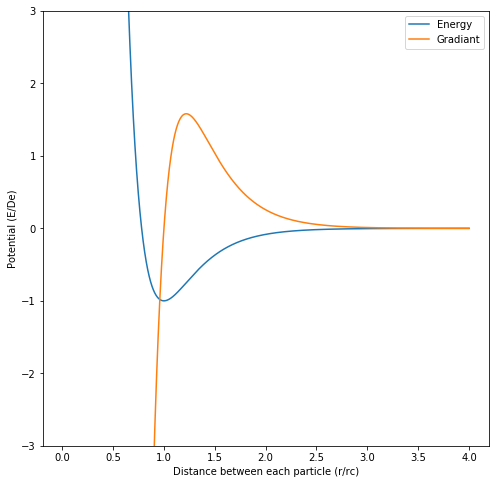 Energy
Gradiant
3
2
1
0
−1
−2
−3
Potential (E/De)
0.0 0.5 1.0 1.5 2.0 2.5 3.0 3.5 4.0
Distance between each particle (r/rc)